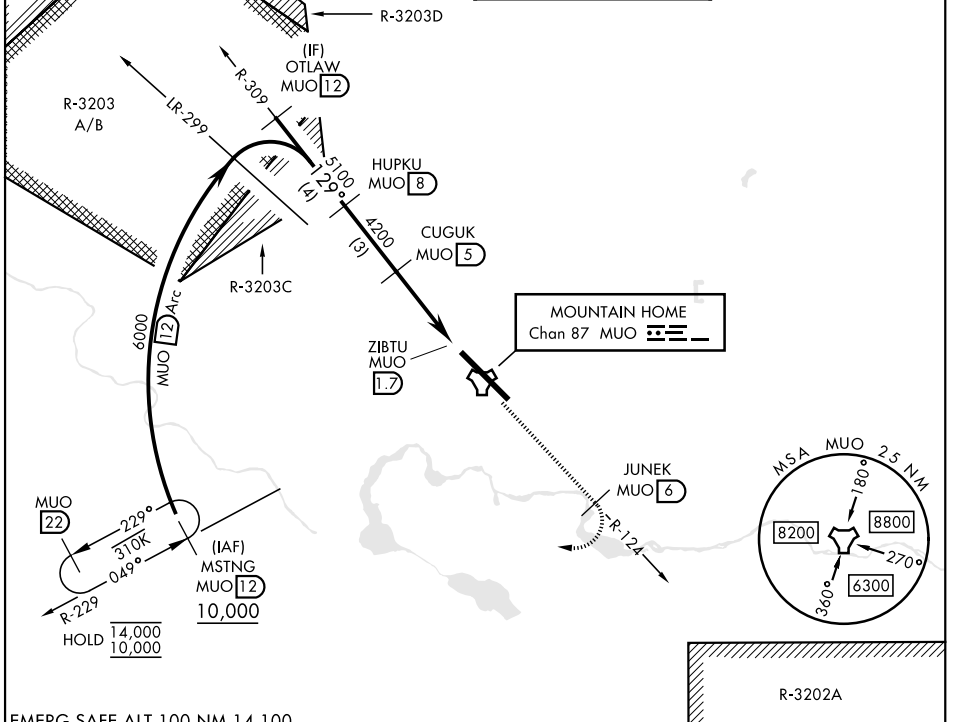 R-3203D
(IF)
OTLAW
MUO 12
R-309
LR-299
R-3203
A/B
5100
129°
(4)
HUPKU
MUO 8
4200
(3)
CUGUK
MUO 5
R-3203C
6000
MUO 12 Arc
MOUNTAIN HOME
Chan 87 MUO
ZIBTU
MUO
1.7
JUNEK
MUO 6
R-124
MSA MUO 25 NM
180°
8200
8800
270°
360°
6300
MUO
22
229°
310K
049°
(IAF)
MSTNG
MUO 12
10,000
R-229
HOLD 14,000
10,000
R-3202A
EMERG SAFE ALT 100 NM 14,100